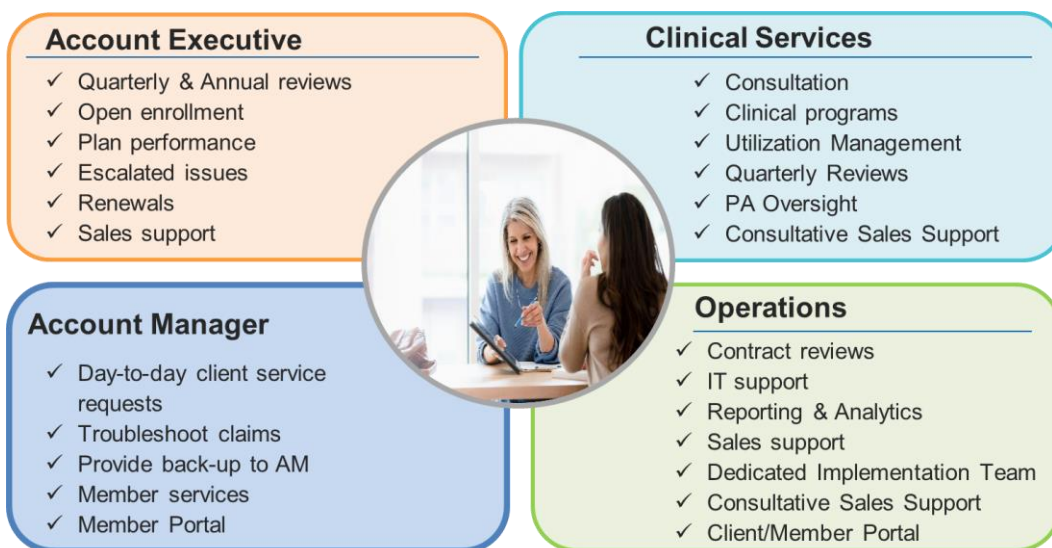 Account Executive
✓ Quarterly & Annual reviews
✓ Open enrollment
✓ Plan performance
✓ Escalated issues
✓ Renewals
✓ Sales support
Clinical Services
✓ Consultation
✓ Clinical programs
✓ Utilization Management
✓ Quarterly Reviews
✓ PA Oversight
✓ Consultative Sales Support
Account Manager
✓ Day-to-day client service
requests
✓ Troubleshoot claims
✓ Provide back-up to AM
✓ Member services
✓ Member Portal
Operations
✓ Contract reviews
✓ IT support
✓ Reporting & Analytics
✓ Sales support
✓ Dedicated Implementation Team
✓ Consultative Sales Support
✓ Client/Member Portal